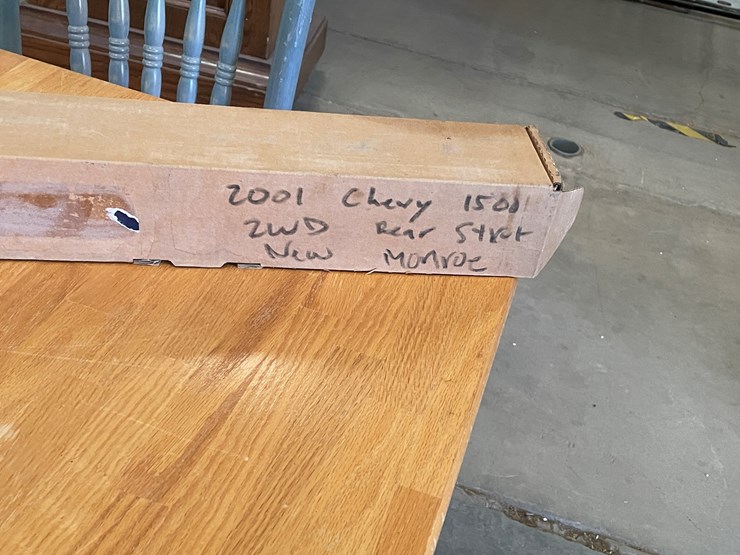 2001 Chevy 1500
2WD Rear Strut
New Monroe